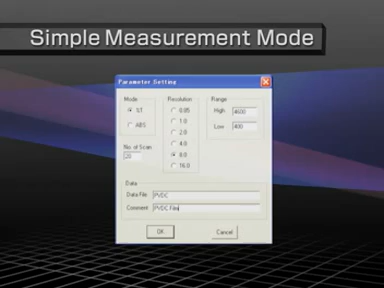 Simple Measurement Mode
Parameter Setting
Mode
%T
ABS
No. of Scan
20
Resolution
0.05
1.0
2.0
4.0
8.0
16.0
Range
High 4600
Low 400
Data
Data File PVDC
Comment PVDC Film
OK Cancel